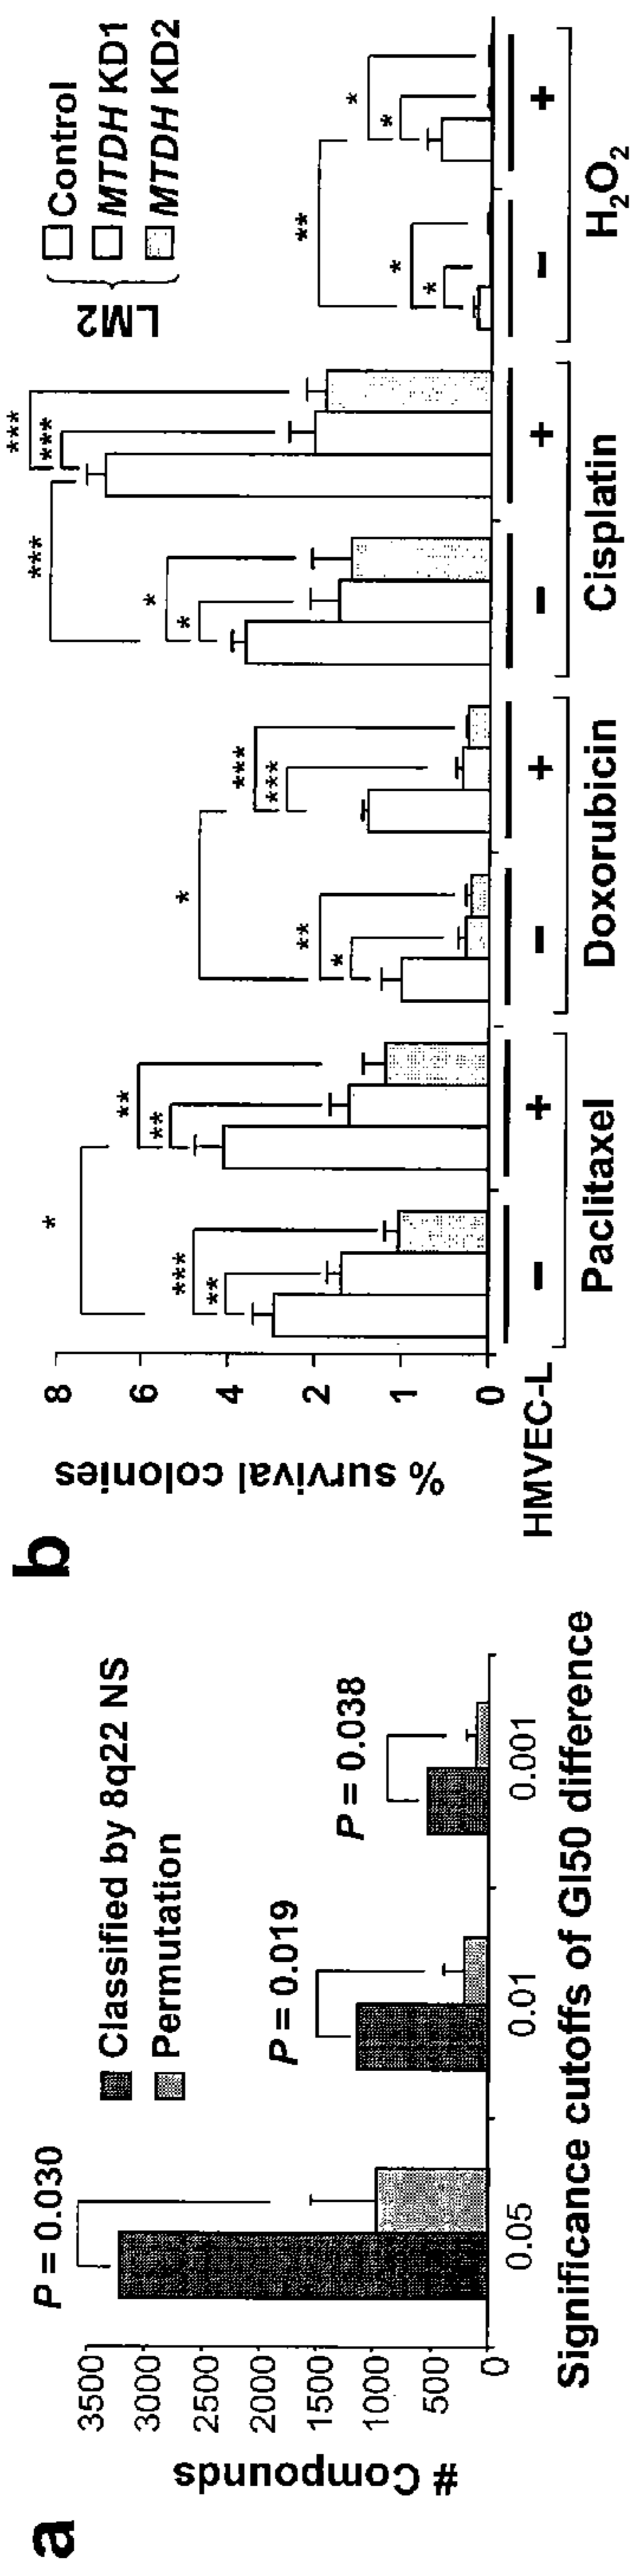 a
# Compounds
3500
3000
2500
2000
1500
1000
500
0
P = 0.030
P = 0.019
P = 0.038
Classified by 8q22 NS
Permutation
0.05 0.01 0.001
Significance cutoffs of GI50 difference
b
% survival colonies
8
6
4
2
1
0
LM2
Control
MTDH KD1
MTDH KD2
* *** ** ** **
* ** * *** ***
*** * * *** ***
** * * * *
HMVEC-L − + − + − + − +
Paclitaxel Doxorubicin Cisplatin H₂O₂